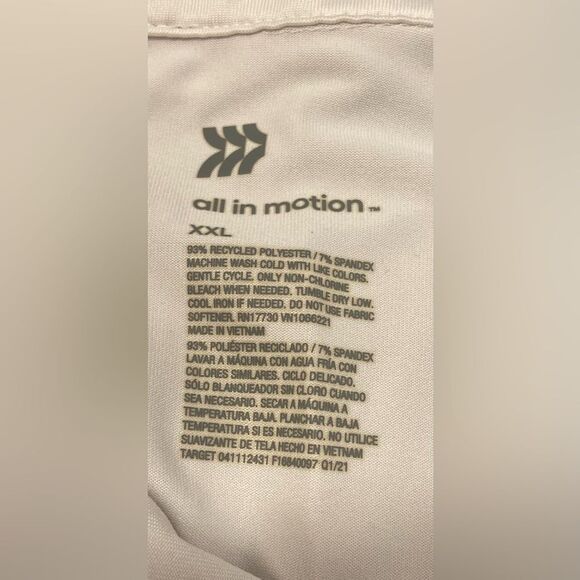 all in motion™
XXL
93% RECYCLED POLYESTER / 7% SPANDEX
MACHINE WASH COLD WITH LIKE COLORS.
GENTLE CYCLE. ONLY NON-CHLORINE
BLEACH WHEN NEEDED. TUMBLE DRY LOW.
COOL IRON IF NEEDED. DO NOT USE FABRIC
SOFTENER. RN17730 VN1066221
MADE IN VIETNAM
93% POLIÉSTER RECICLADO / 7% SPANDEX
LAVAR A MÁQUINA CON AGUA FRÍA CON
COLORES SIMILARES. CICLO DELICADO.
SÓLO BLANQUEADOR SIN CLORO CUANDO
SEA NECESARIO. SECAR A MÁQUINA A
TEMPERATURA BAJA. PLANCHAR A BAJA
TEMPERATURA SI ES NECESARIO. NO UTILICE
SUAVIZANTE DE TELA HECHO EN VIETNAM
TARGET 041112431 F16840097 Q1/21